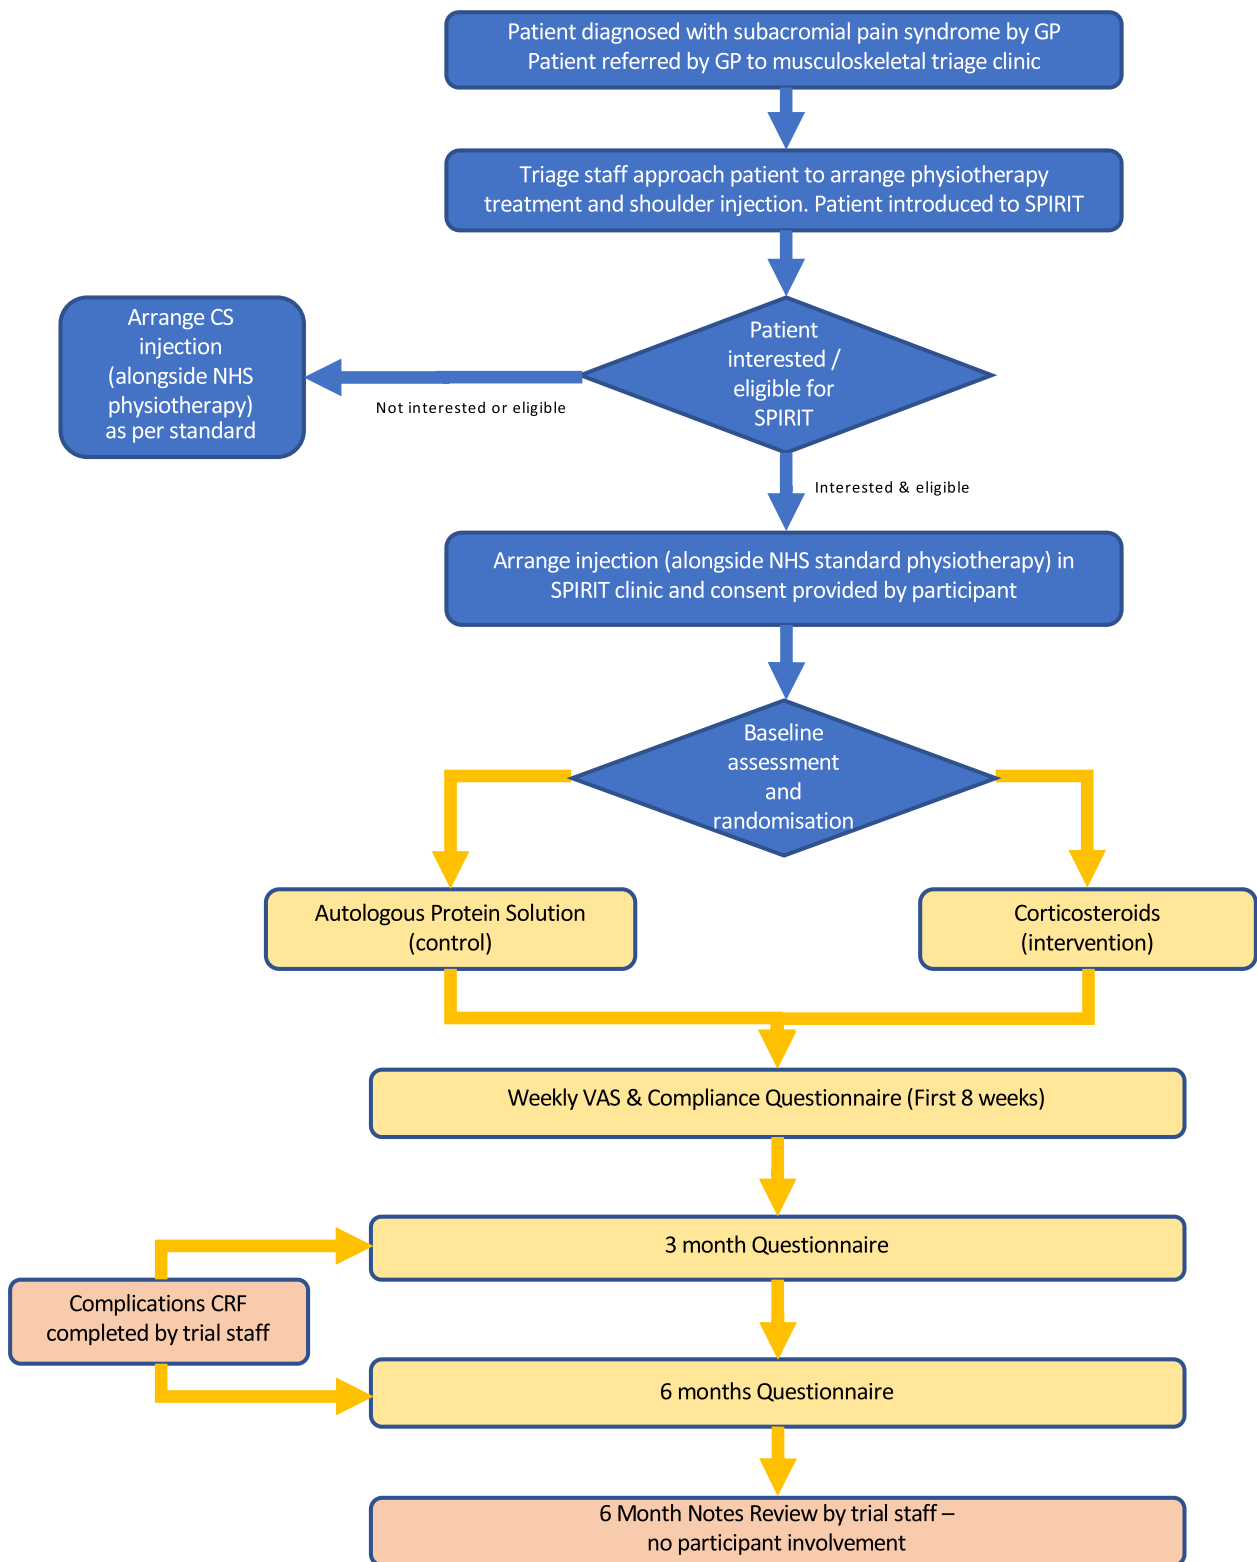 Patient diagnosed with subacromial pain syndrome by GP
Patient referred by GP to musculoskeletal triage clinic
Triage staff approach patient to arrange physiotherapy
treatment and shoulder injection. Patient introduced to SPIRIT
Patient
interested /
eligible for
SPIRIT
Arrange CS
injection
(alongside NHS
physiotherapy)
as per standard
Not interested or eligible
Interested & eligible
Arrange injection (alongside NHS standard physiotherapy) in
SPIRIT clinic and consent provided by participant
Baseline
assessment
and
randomisation
Autologous Protein Solution
(control)
Corticosteroids
(intervention)
Weekly VAS & Compliance Questionnaire (First 8 weeks)
3 month Questionnaire
Complications CRF
completed by trial staff
6 months Questionnaire
6 Month Notes Review by trial staff –
no participant involvement